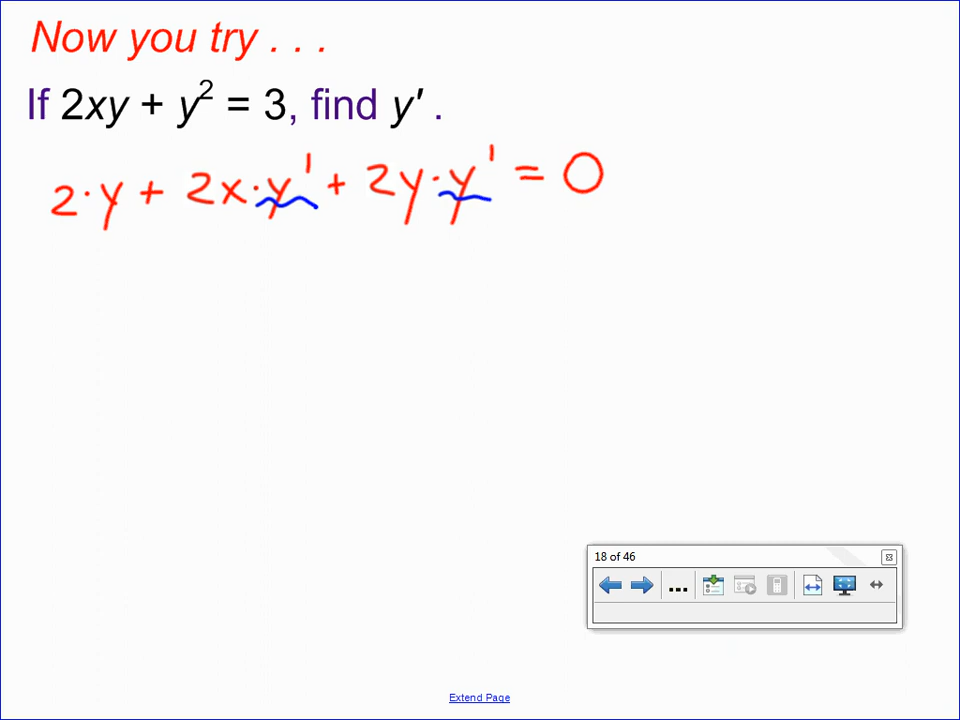 Now you try . . .
If 2xy + y² = 3, find y′ .
2·y + 2x·y' + 2y·y' = 0
18 of 46
...
Extend Page